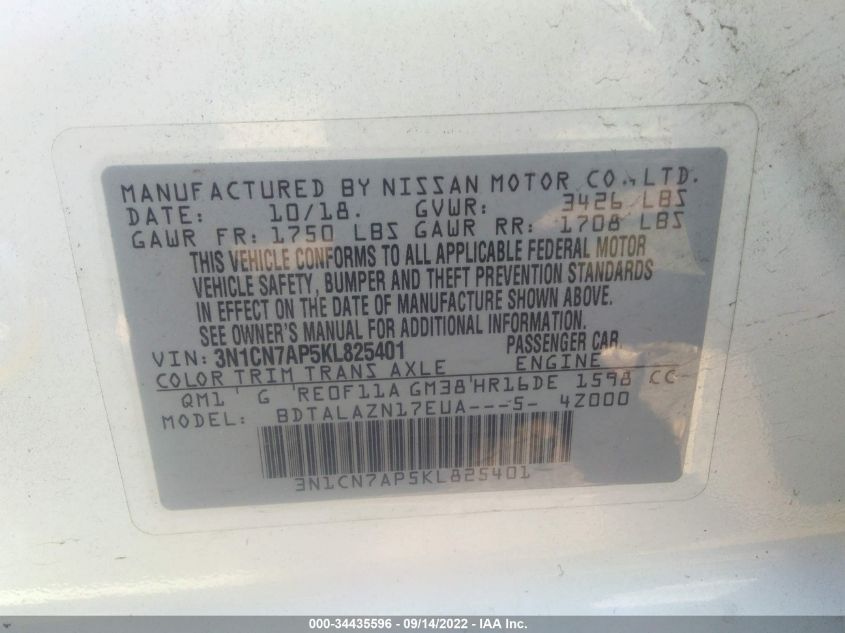 MANUFACTURED BY NISSAN MOTOR CO.,LTD.
DATE: 10/18. GVWR: 3426 LBS
GAWR FR: 1750 LBS GAWR RR: 1708 LBS
THIS VEHICLE CONFORMS TO ALL APPLICABLE FEDERAL MOTOR
VEHICLE SAFETY, BUMPER AND THEFT PREVENTION STANDARDS
IN EFFECT ON THE DATE OF MANUFACTURE SHOWN ABOVE.
SEE OWNER'S MANUAL FOR ADDITIONAL INFORMATION.
VIN: 3N1CN7AP5KL825401 PASSENGER CAR.
COLOR TRIM TRANS AXLE ENGINE
QM1 ' G 'RE0F11A GM38'HR16DE 1598 CC
MODEL: BDTALAZN17EUA---5- 4Z000
3N1CN7AP5KL825401
000-34435596 - 09/14/2022 - IAA Inc.